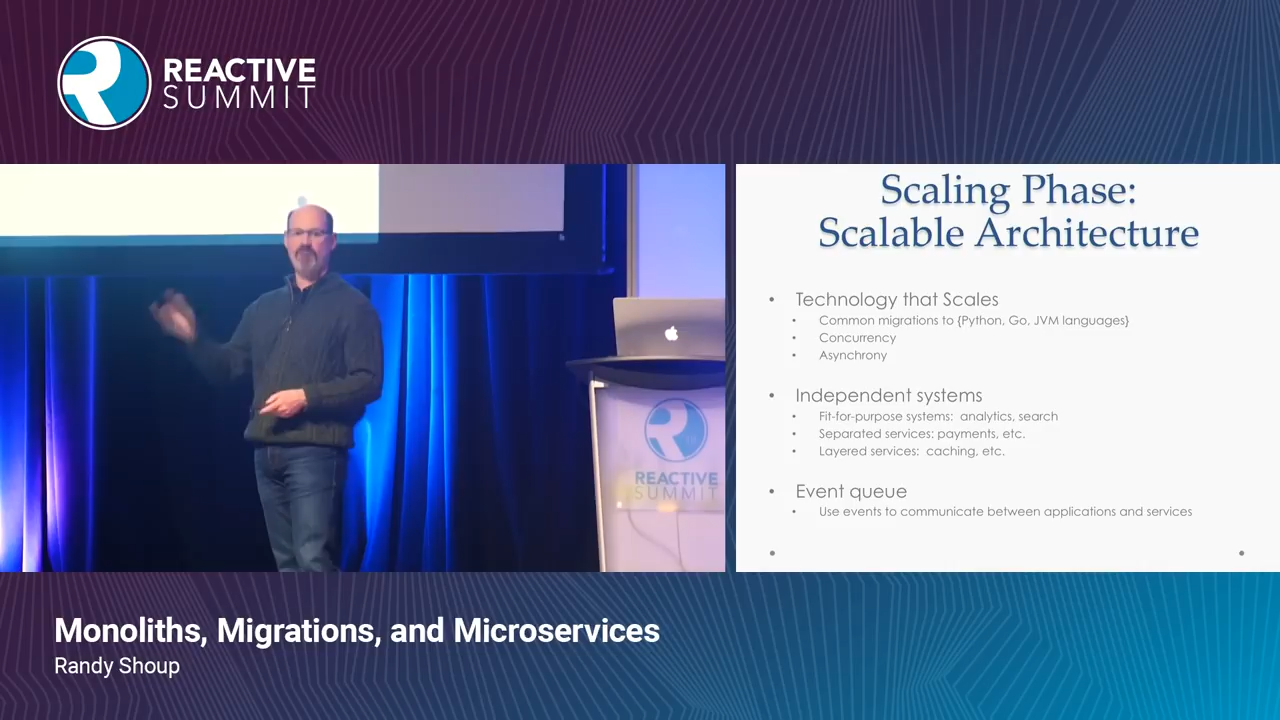 REACTIVE
SUMMIT
Scaling Phase:
Scalable Architecture
• Technology that Scales
• Common migrations to {Python, Go, JVM languages}
• Concurrency
• Asynchrony
• Independent systems
• Fit-for-purpose systems: analytics, search
• Separated services: payments, etc.
• Layered services: caching, etc.
• Event queue
• Use events to communicate between applications and services
REACTIVE
SUMMIT
Monoliths, Migrations, and Microservices
Randy Shoup